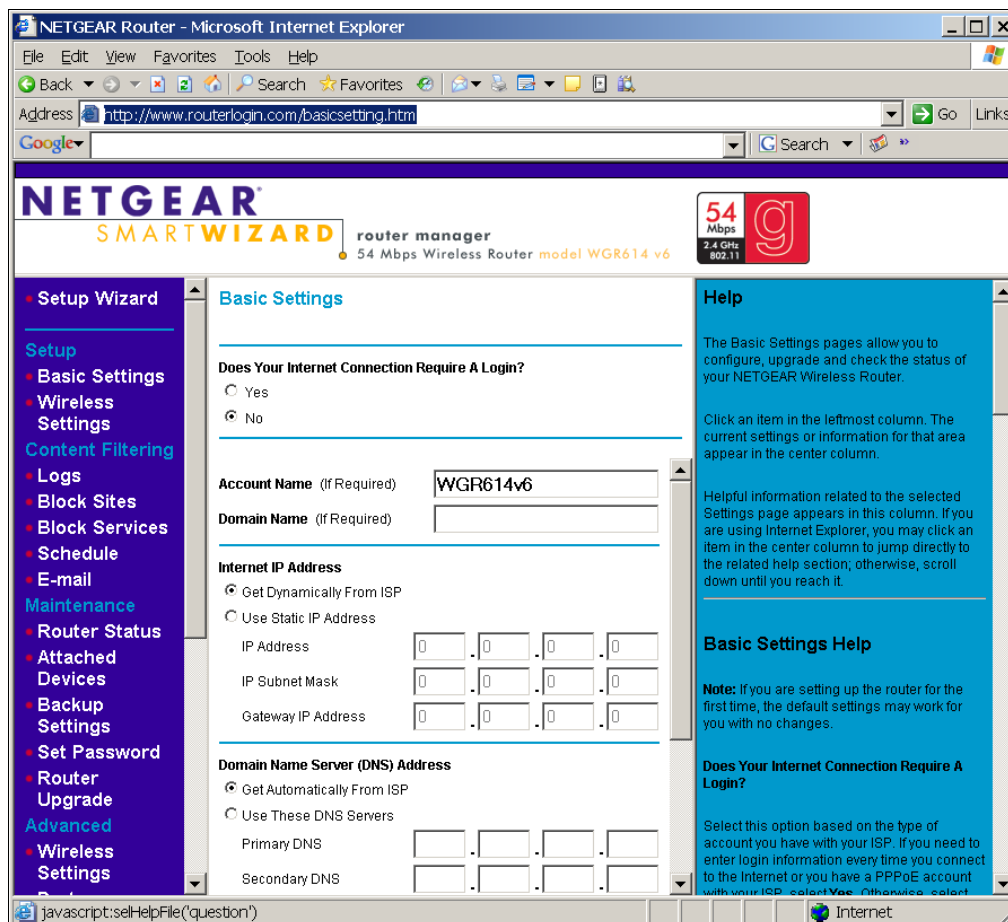 NETGEAR Router - Microsoft Internet Explorer
File Edit View Favorites Tools Help
Back Search Favorites
Address http://www.routerlogin.com/basicsetting.htm Go Links
Google Search
NETGEAR
SMARTWIZARD router manager
54 Mbps Wireless Router model WGR614 v6
54
Mbps
2.4 GHz
802.11
g
Setup Wizard
Setup
Basic Settings
Wireless
Settings
Content Filtering
Logs
Block Sites
Block Services
Schedule
E-mail
Maintenance
Router Status
Attached
Devices
Backup
Settings
Set Password
Router
Upgrade
Advanced
Wireless
Settings
Basic Settings
Does Your Internet Connection Require A Login?
Yes
No
Account Name (If Required) WGR614v6
Domain Name (If Required)
Internet IP Address
Get Dynamically From ISP
Use Static IP Address
IP Address 0 . 0 . 0 . 0
IP Subnet Mask 0 . 0 . 0 . 0
Gateway IP Address 0 . 0 . 0 . 0
Domain Name Server (DNS) Address
Get Automatically From ISP
Use These DNS Servers
Primary DNS . . .
Secondary DNS . . .
Help
The Basic Settings pages allow you to
configure, upgrade and check the status of
your NETGEAR Wireless Router.
Click an item in the leftmost column. The
current settings or information for that area
appear in the center column.
Helpful information related to the selected
Settings page appears in this column. If you
are using Internet Explorer, you may click an
item in the center column to jump directly to
the related help section; otherwise, scroll
down until you reach it.
Basic Settings Help
Note: If you are setting up the router for the
first time, the default settings may work for
you with no changes.
Does Your Internet Connection Require A
Login?
Select this option based on the type of
account you have with your ISP. If you need to
enter login information every time you connect
to the Internet or you have a PPPoE account
with your ISP, select Yes. Otherwise, select
javascript:selHelpFile('question') Internet